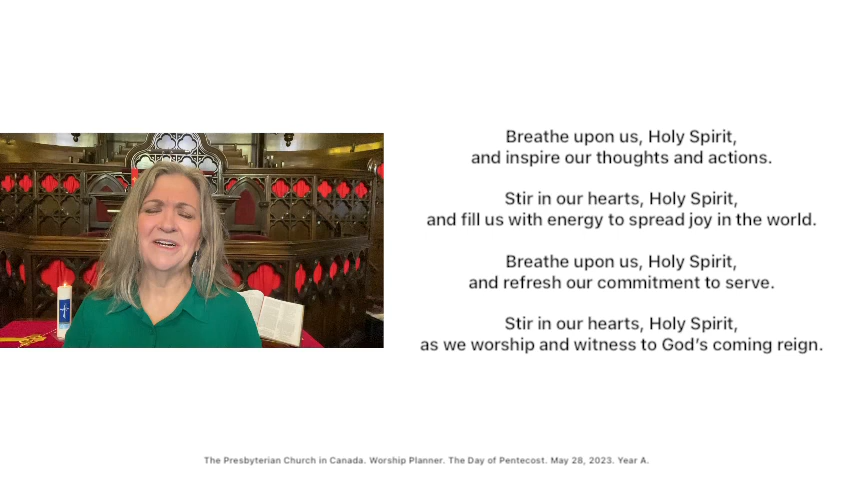 Breathe upon us, Holy Spirit,
and inspire our thoughts and actions.
Stir in our hearts, Holy Spirit,
and fill us with energy to spread joy in the world.
Breathe upon us, Holy Spirit,
and refresh our commitment to serve.
Stir in our hearts, Holy Spirit,
as we worship and witness to God's coming reign.
The Presbyterian Church in Canada. Worship Planner. The Day of Pentecost. May 28, 2023. Year A.